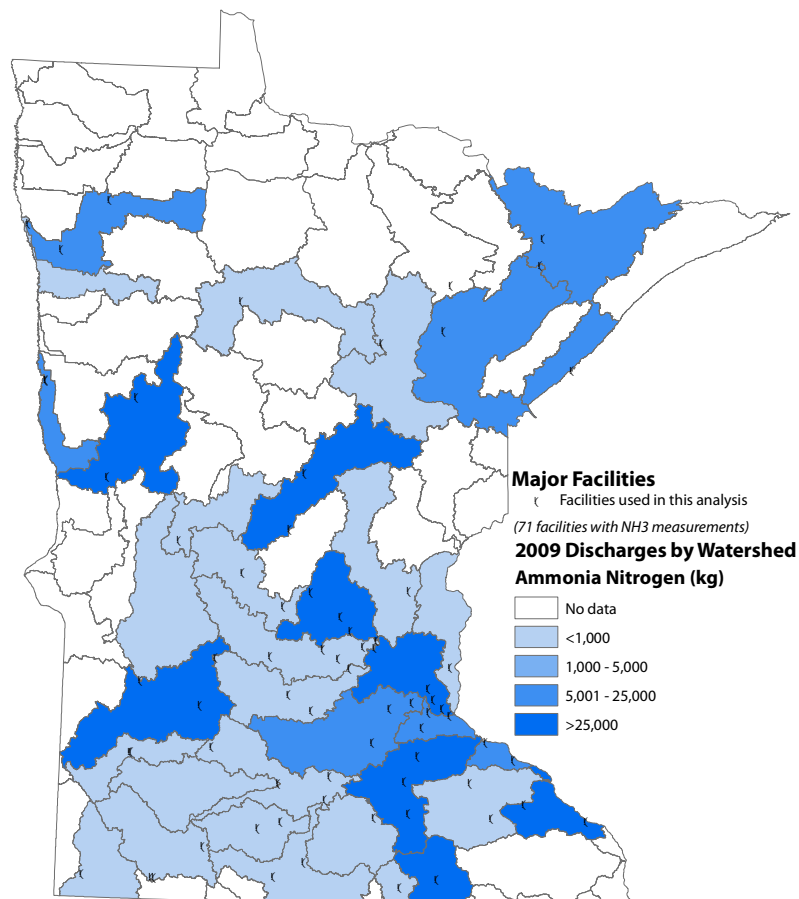 Major Facilities
Facilities used in this analysis
(71 facilities with NH3 measurements)
2009 Discharges by Watershed
Ammonia Nitrogen (kg)
No data
<1,000
1,000 - 5,000
5,001 - 25,000
>25,000